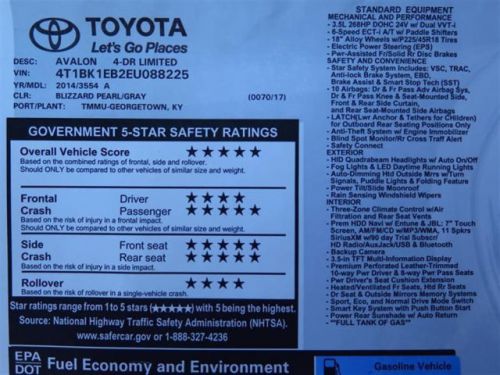 TOYOTA
Let's Go Places
DESC: AVALON 4-DR LIMITED
VIN: 4T1BK1EB2EU088225
YR/MDL: 2014/3554 A
CLR: BLIZZARD PEARL/GRAY (0070/17)
PORT/PLANT: TMMU-GEORGETOWN, KY
GOVERNMENT 5-STAR SAFETY RATINGS
Overall Vehicle Score ★★★★★
Based on the combined ratings of frontal, side and rollover.
Should ONLY be compared to other vehicles of similar size and weight.
Frontal Driver ★★★★
Crash Passenger ★★★★★
Based on the risk of injury in a frontal impact.
Should ONLY be compared to other vehicles of similar size and weight.
Side Front seat ★★★★★
Crash Rear seat ★★★★★
Based on the risk of injury in a side impact.
Rollover ★★★★
Based on the risk of rollover in a single-vehicle crash.
Star ratings range from 1 to 5 stars (★★★★★) with 5 being the highest.
Source: National Highway Traffic Safety Administration (NHTSA).
www.safercar.gov or 1-888-327-4236
EPA
DOT
Fuel Economy and Environment
Gasoline Vehicle
STANDARD EQUIPMENT
MECHANICAL AND PERFORMANCE
- 3.5L 268HP DOHC 24V w/ Dual VVT-i
- 6-Speed ECT-i A/T w/ Paddle Shifters
- 18" Alloy Wheels w/P225/45R18 Tires
- Electric Power Steering (EPS)
- Pwr-Assisted Fr/Solid Rr Disc Brakes
SAFETY AND CONVENIENCE
- Star Safety System Includes: VSC, TRAC,
Anti-lock Brake System, EBD,
Brake Assist & Smart Stop Tech (SST)
- 10 Airbags: Dr & Fr Pass Adv Airbag Sys,
Dr & Fr Pass Knee & Seat-Mounted Side,
Front & Rear Side Curtain,
and Rear Seat-Mounted Side Airbags
- LATCH(Lwr Anchor & Tethers for Children)
for Outboard Rear Seating Positions Only
- Anti-Theft System w/ Engine Immobilizer
- Blind Spot Monitor/Rr Cross Traff Alert
EXTERIOR
- HID Quadrabeam Headlights w/ Auto On/Off
- Fog Lights & LED Daytime Running Lights
- Auto-Dimming Htd Outside Mrrs w/Turn
Signals, Puddle Lights & Folding Feature
- Power Tilt/Slide Moonroof
- Rain Sensing Windshield Wipers
INTERIOR
- Three-Zone Climate Control w/Air
Filtration and Rear Seat Vents
- Prem HDD Navi w/ Entune & JBL: 7" Touch
Screen, AM/FM/CD w/MP3/WMA, 11 Spkrs
SiriusXM w/90 day Trial Subscr/
HD Radio/AuxJack/USB & Bluetooth
- Backup Camera
- 3.5-in TFT Multi-Information Display
- Premium Perforated Leather-Trimmed
10-way Pwr Driver & 8-way Pwr Pass Seats
- Pwr Driver's Seat Cushion Extension
- Heated/Ventilated Fr Seats, Htd Rr Seats
- Dr Seat & Outside Mirrors Memory Systems
- Sport, Eco, and Normal Drive Mode Switch
- Smart Key System with Push Button Start
- Power Rear Sunshade w/ Auto Return
- **FULL TANK OF GAS**